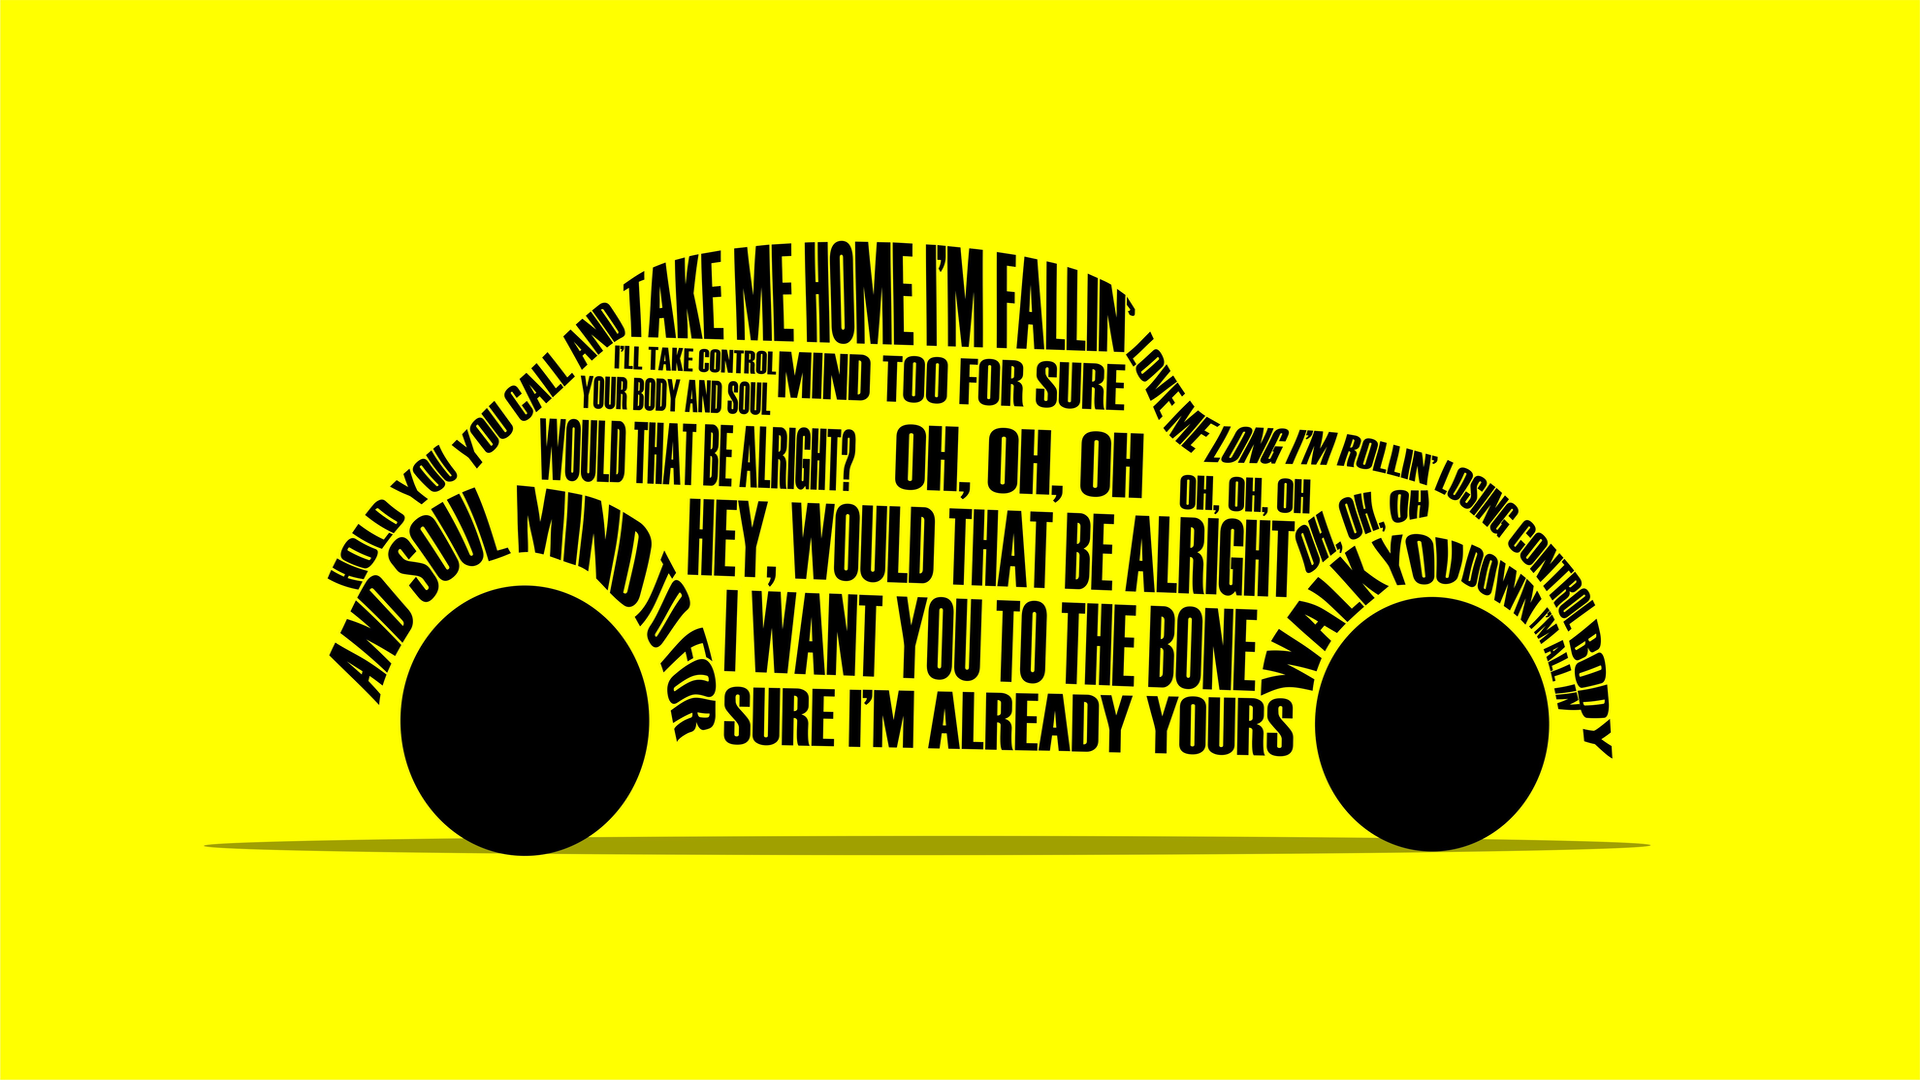 HOLD YOU YOU CALL AND
TAKE ME HOME I'M FALLIN'
LOVE ME LONG I'M ROLLIN'
LOSING CONTROL BODY
AND SOUL MIND TO FOR
SURE I'M ALREADY YOURS
WALK YOU DOWN I'M ALL IN
HEY, WOULD THAT BE ALRIGHT
I WANT YOU TO THE BONE
OH, OH, OH
OH, OH, OH
OH, OH, OH
I'LL TAKE CONTROL
YOUR BODY AND SOUL
MIND TOO FOR SURE
WOULD THAT BE ALRIGHT?